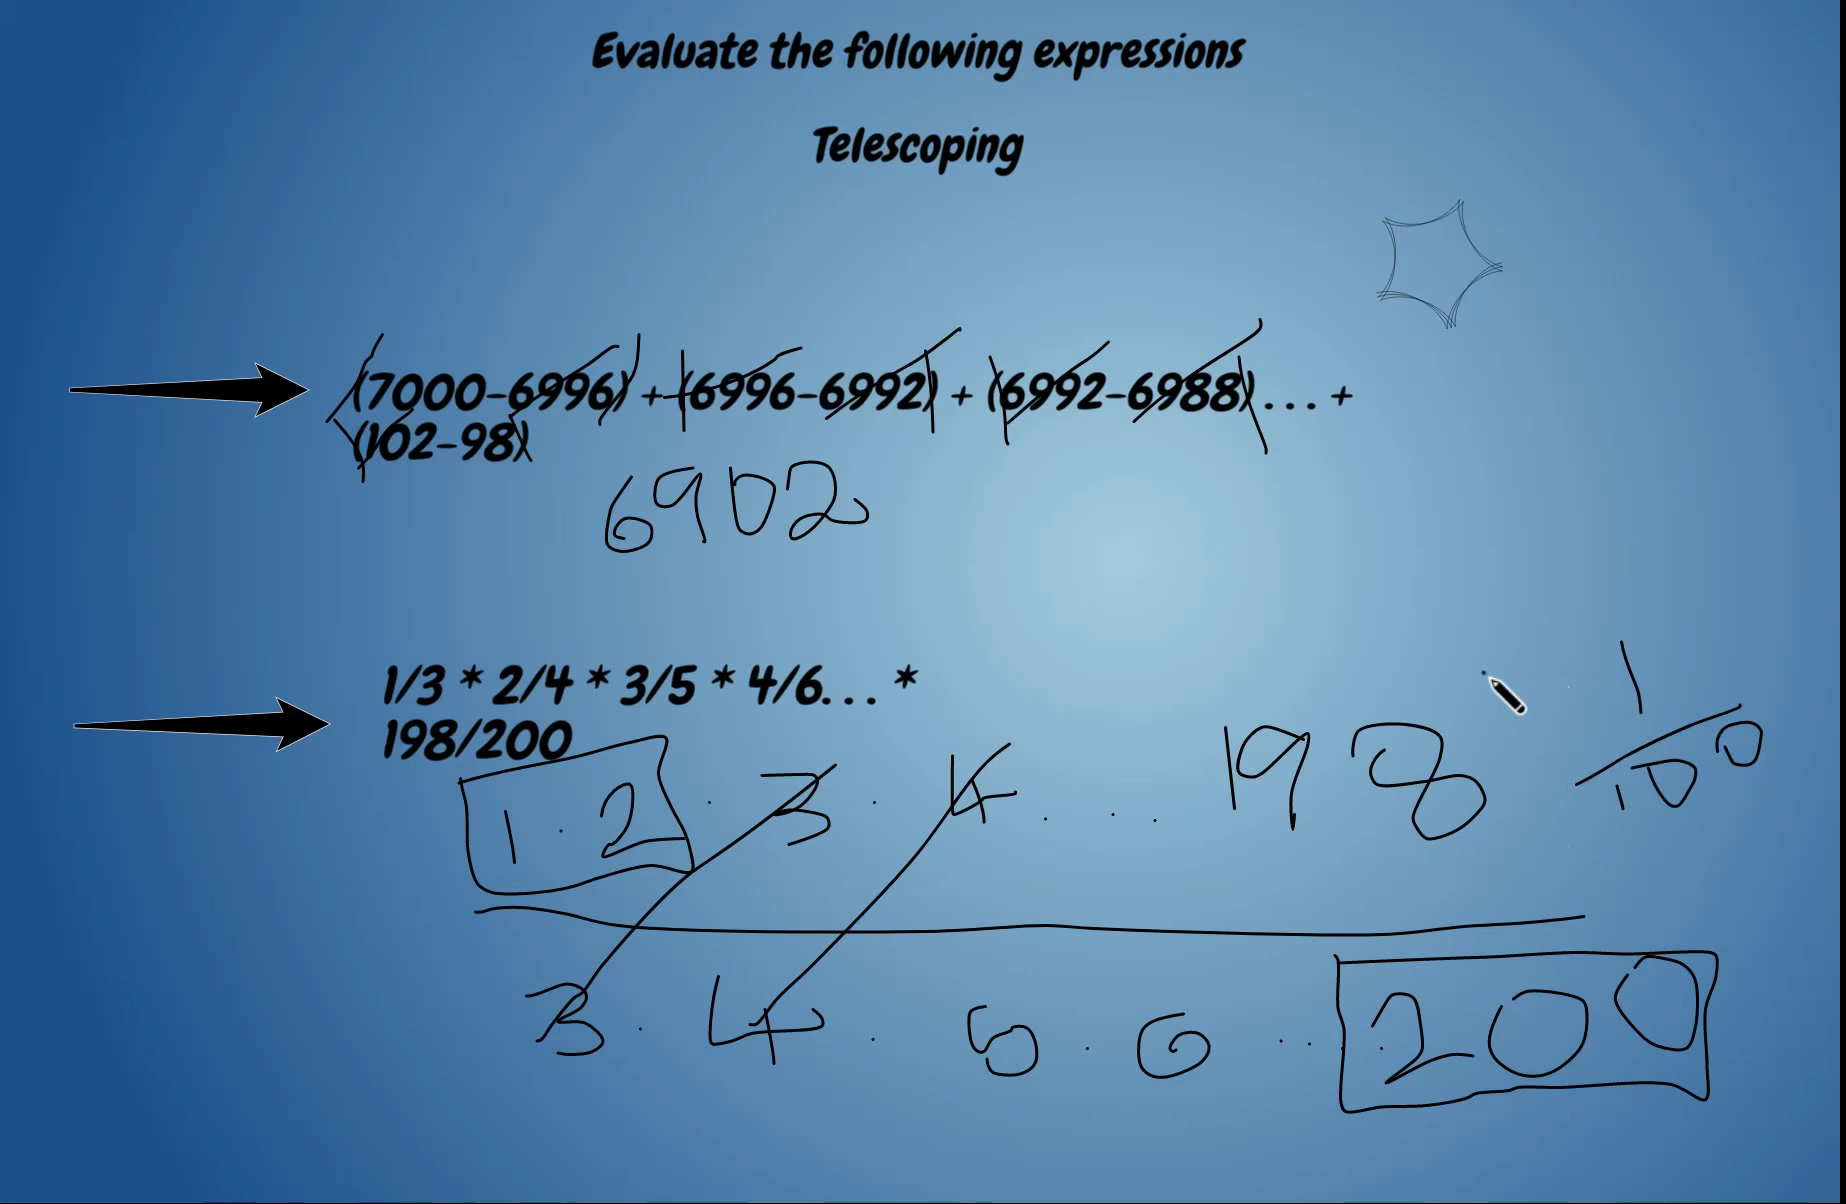 Evaluate the following expressions
Telescoping
(7000-6996) + (6996-6992) + (6992-6988)... +
(102-98)
6902
1/3 * 2/4 * 3/5 * 4/6... *
198/200
1 . 2 . 3 . 4 . . . 198
1/100
3 . 4 . 5 . 6 . . . . 200